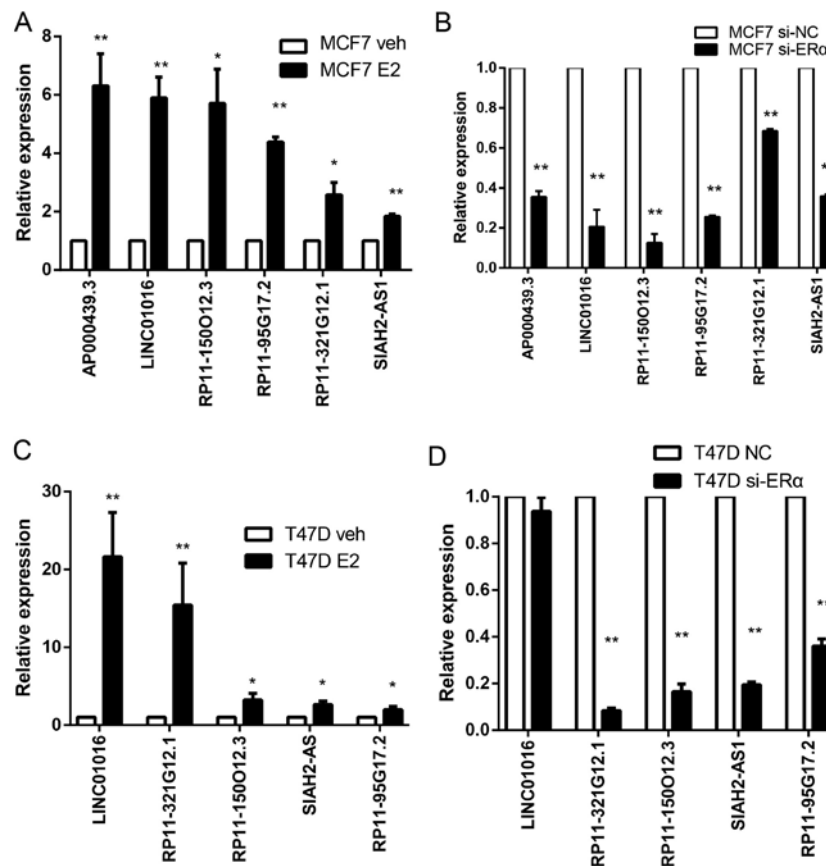 A
MCF7 veh
MCF7 E2
Relative expression
8
6
4
2
0
** ** * ** * **
AP000439.3
LINC01016
RP11-150O12.3
RP11-95G17.2
RP11-321G12.1
SIAH2-AS1
B
MCF7 si-NC
MCF7 si-ERα
Relative expression
1.0
0.8
0.6
0.4
0.2
0.0
** ** ** ** ** *
AP000439.3
LINC01016
RP11-150O12.3
RP11-95G17.2
RP11-321G12.1
SIAH2-AS1
C
T47D veh
T47D E2
Relative expression
30
20
10
0
** ** * * *
LINC01016
RP11-321G12.1
RP11-150O12.3
SIAH2-AS
RP11-95G17.2
D
T47D NC
T47D si-ERα
Relative expression
1.0
0.8
0.6
0.4
0.2
0.0
** ** ** **
LINC01016
RP11-321G12.1
RP11-150O12.3
SIAH2-AS1
RP11-95G17.2